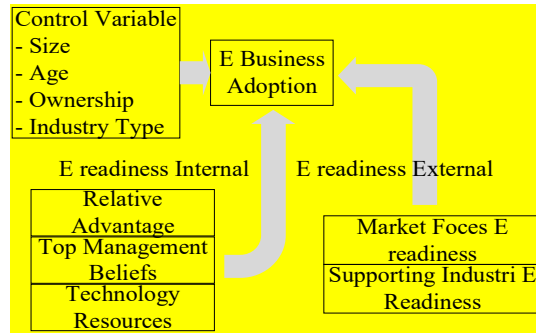 Control Variable
- Size
- Age
- Ownership
- Industry Type
E Business
Adoption
E readiness Internal
E readiness External
Relative
Advantage
Top Management
Beliefs
Technology
Resources
Market Foces E
readiness
Supporting Industri E
Readiness